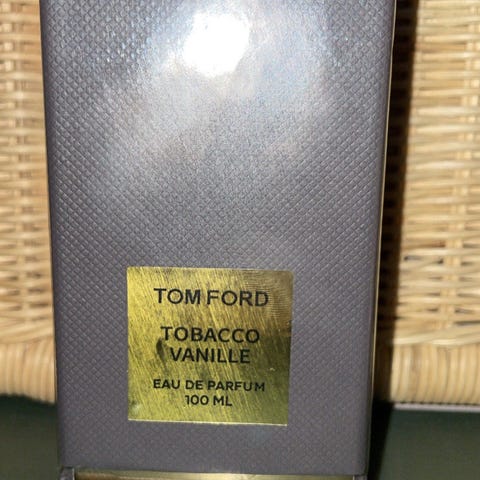 TOM FORD
TOBACCO
VANILLE
EAU DE PARFUM
100 ML